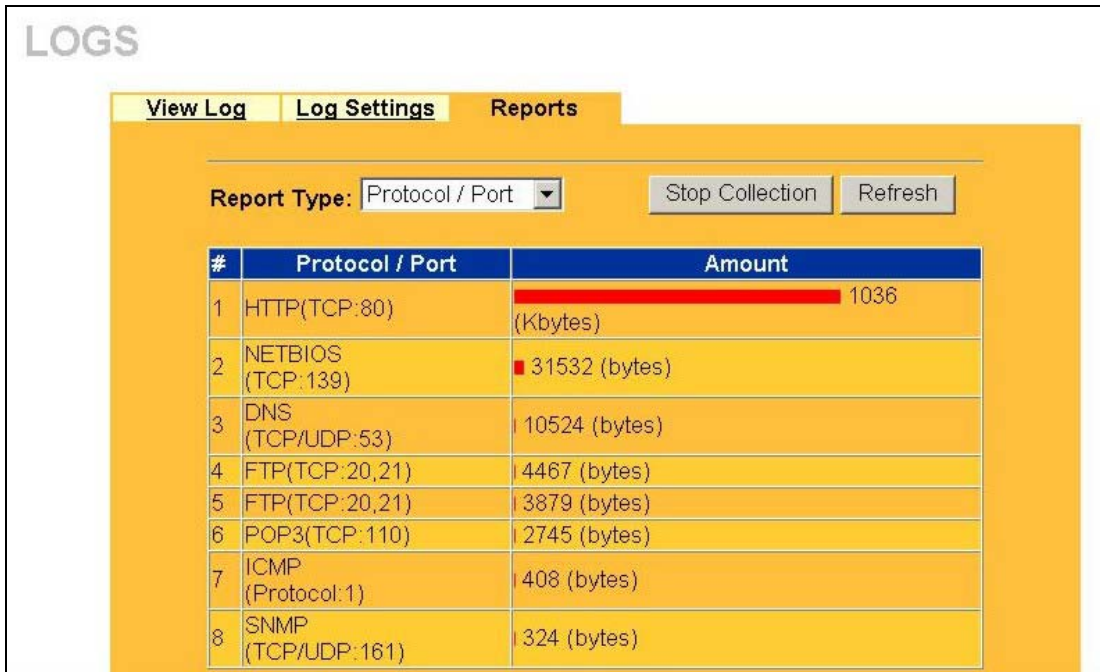 LOGS
View Log Log Settings Reports
Report Type: Protocol / Port Stop Collection Refresh
# Protocol / Port Amount
1 HTTP(TCP:80) 1036
(Kbytes)
2 NETBIOS
(TCP:139) 31532 (bytes)
3 DNS
(TCP/UDP:53) 10524 (bytes)
4 FTP(TCP:20,21) 4467 (bytes)
5 FTP(TCP:20,21) 3879 (bytes)
6 POP3(TCP:110) 2745 (bytes)
7 ICMP
(Protocol:1) 408 (bytes)
8 SNMP
(TCP/UDP:161) 324 (bytes)